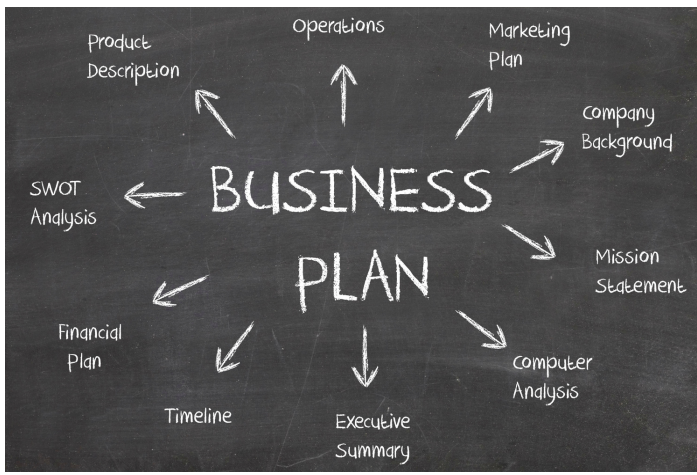 Operations
Product
Description
Marketing
Plan
Company
Background
BUSINESS
SWOT
Analysis
PLAN
Mission
Statement
Financial
Plan
Computer
Analysis
Timeline
Executive
Summary